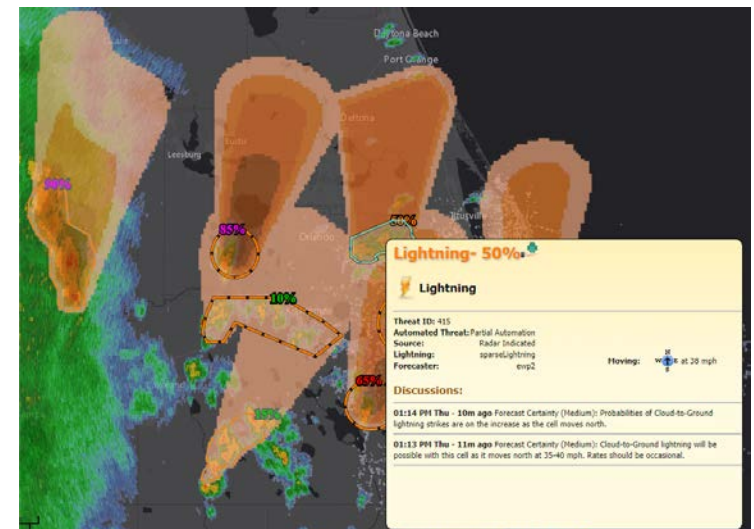 Lake
Daytona Beach
Port Orange
Deltona
Leesburg
90%
85%
50%
Titusville
Orlando
10%
65%
35%
Lightning- 50%
Lightning
Threat ID: 415
Automated Threat:Partial Automation
Source: Radar Indicated
Lightning: sparseLightning
Forecaster: ewp2
Moving: N W E S at 38 mph
Discussions:
01:14 PM Thu - 10m ago Forecast Certainty (Medium): Probabilities of Cloud-to-Ground
lightning strikes are on the increase as the cell moves north.
01:13 PM Thu - 11m ago Forecast Certainty (Medium): Cloud-to-Ground lightning will be
possible with this cell as it moves north at 35-40 mph. Rates should be occasional.